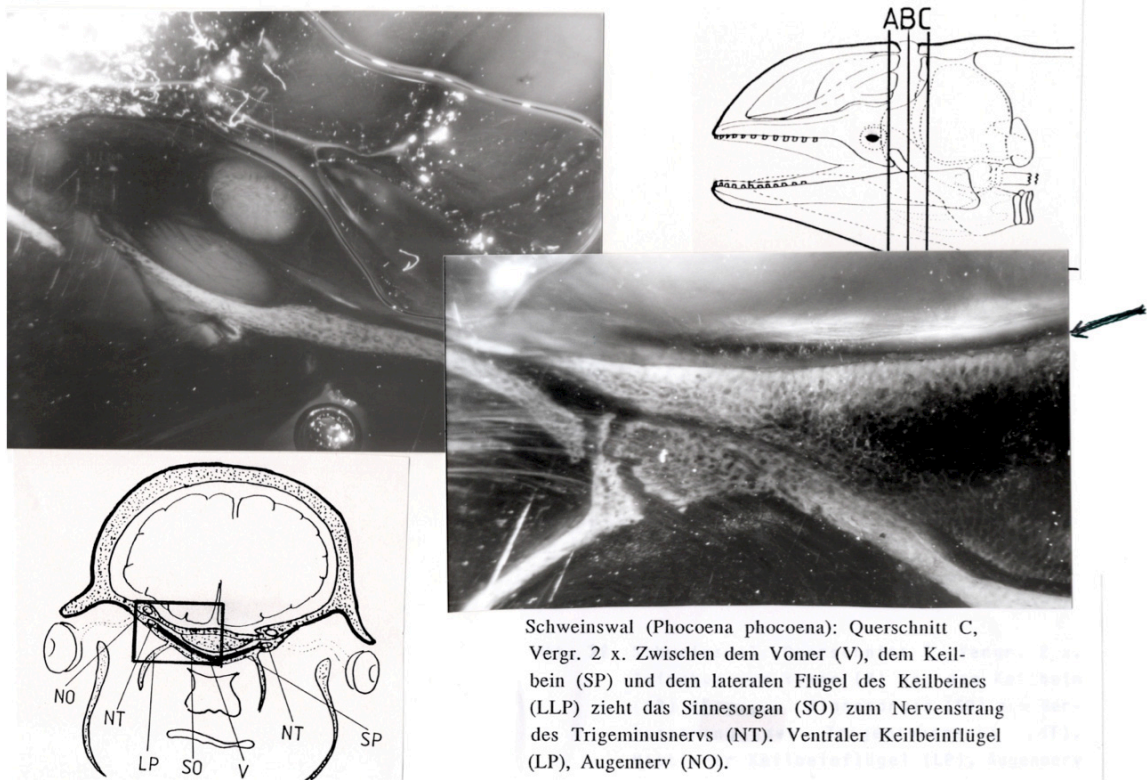 ABC
NO
NT
LP
SO
V
NT
SP
Schweinswal (Phocoena phocoena): Querschnitt C,
Vergr. 2 x. Zwischen dem Vomer (V), dem Keil-
bein (SP) und dem lateralen Flügel des Keilbeines
(LLP) zieht das Sinnesorgan (SO) zum Nervenstrang
des Trigeminusnervs (NT). Ventraler Keilbeinflügel
(LP), Augennerv (NO).